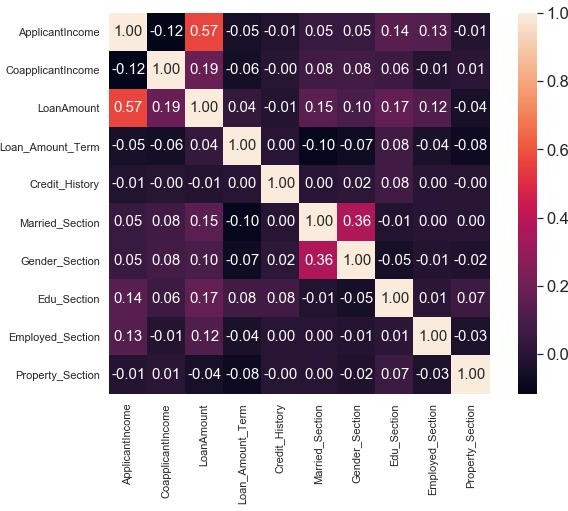 ApplicantIncome 1.00 -0.12 0.57 -0.05 -0.01 0.05 0.05 0.14 0.13 -0.01
CoapplicantIncome -0.12 1.00 0.19 -0.06 -0.00 0.08 0.08 0.06 -0.01 0.01
LoanAmount 0.57 0.19 1.00 0.04 -0.01 0.15 0.10 0.17 0.12 -0.04
Loan_Amount_Term -0.05 -0.06 0.04 1.00 0.00 -0.10 -0.07 0.08 -0.04 -0.08
Credit_History -0.01 -0.00 -0.01 0.00 1.00 0.00 0.02 0.08 0.00 -0.00
Married_Section 0.05 0.08 0.15 -0.10 0.00 1.00 0.36 -0.01 0.00 0.00
Gender_Section 0.05 0.08 0.10 -0.07 0.02 0.36 1.00 -0.05 -0.01 -0.02
Edu_Section 0.14 0.06 0.17 0.08 0.08 -0.01 -0.05 1.00 0.01 0.07
Employed_Section 0.13 -0.01 0.12 -0.04 0.00 0.00 -0.01 0.01 1.00 -0.03
Property_Section -0.01 0.01 -0.04 -0.08 -0.00 0.00 -0.02 0.07 -0.03 1.00
ApplicantIncome
CoapplicantIncome
LoanAmount
Loan_Amount_Term
Credit_History
Married_Section
Gender_Section
Edu_Section
Employed_Section
Property_Section
1.0
0.8
0.6
0.4
0.2
0.0